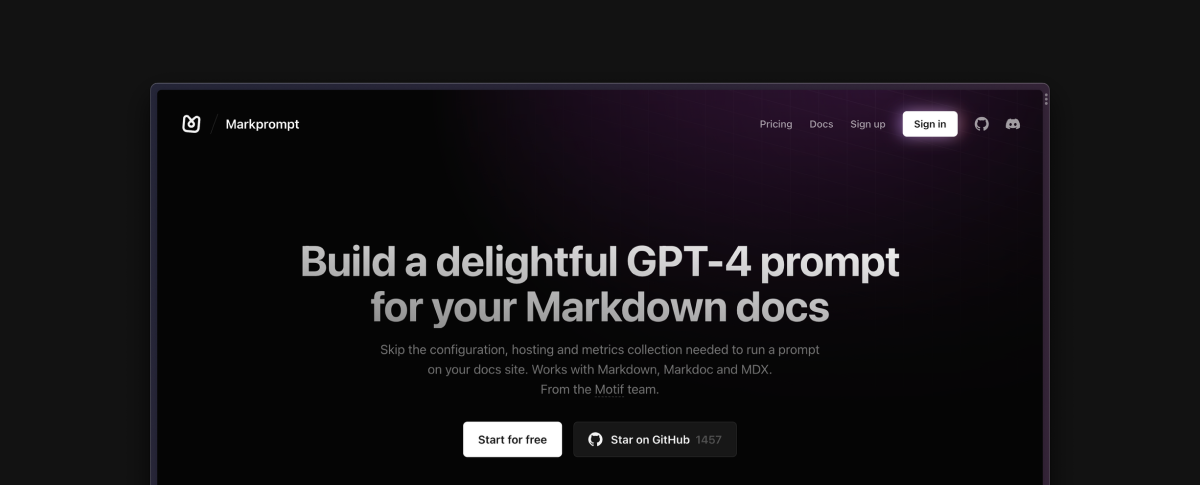 Markprompt
Pricing
Docs
Sign up
Sign in
Build a delightful GPT-4 prompt
for your Markdown docs
Skip the configuration, hosting and metrics collection needed to run a prompt
on your docs site. Works with Markdown, Markdoc and MDX.
From the Motif team.
Start for free
Star on GitHub 1457